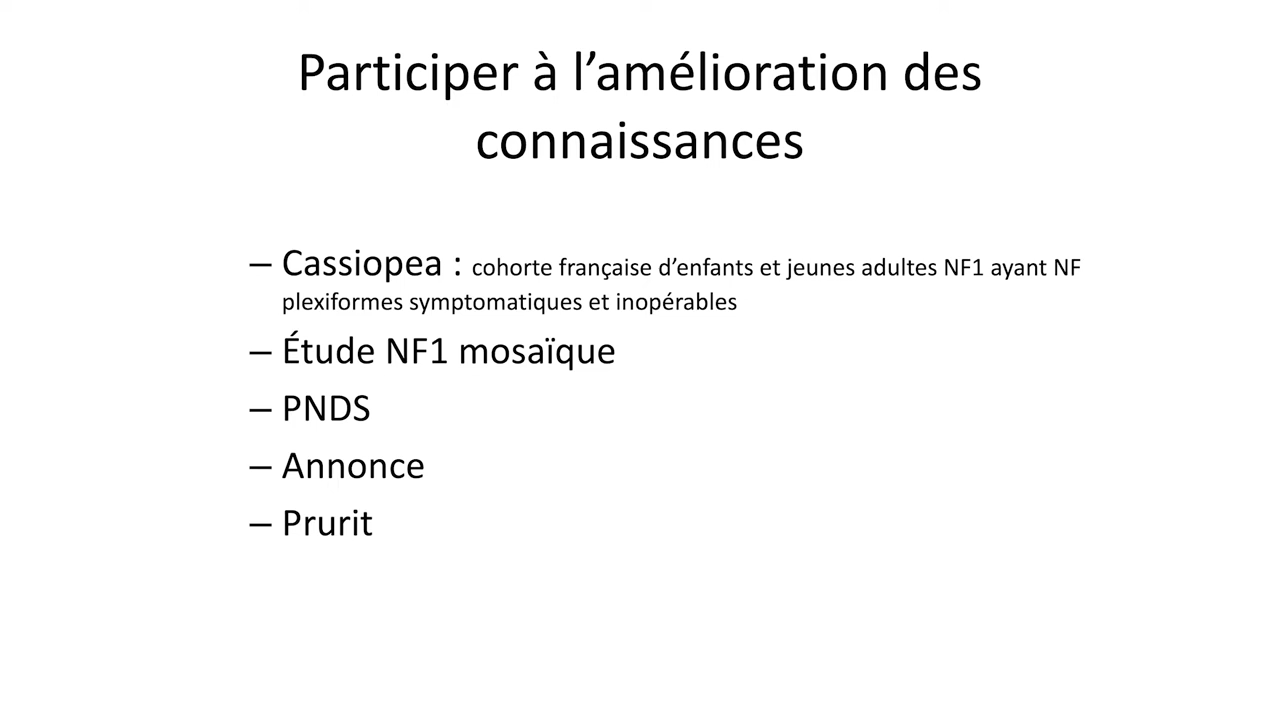 Participer à l’amélioration des
connaissances
– Cassiopea : cohorte française d’enfants et jeunes adultes NF1 ayant NF
plexiformes symptomatiques et inopérables
– Étude NF1 mosaïque
– PNDS
– Annonce
– Prurit